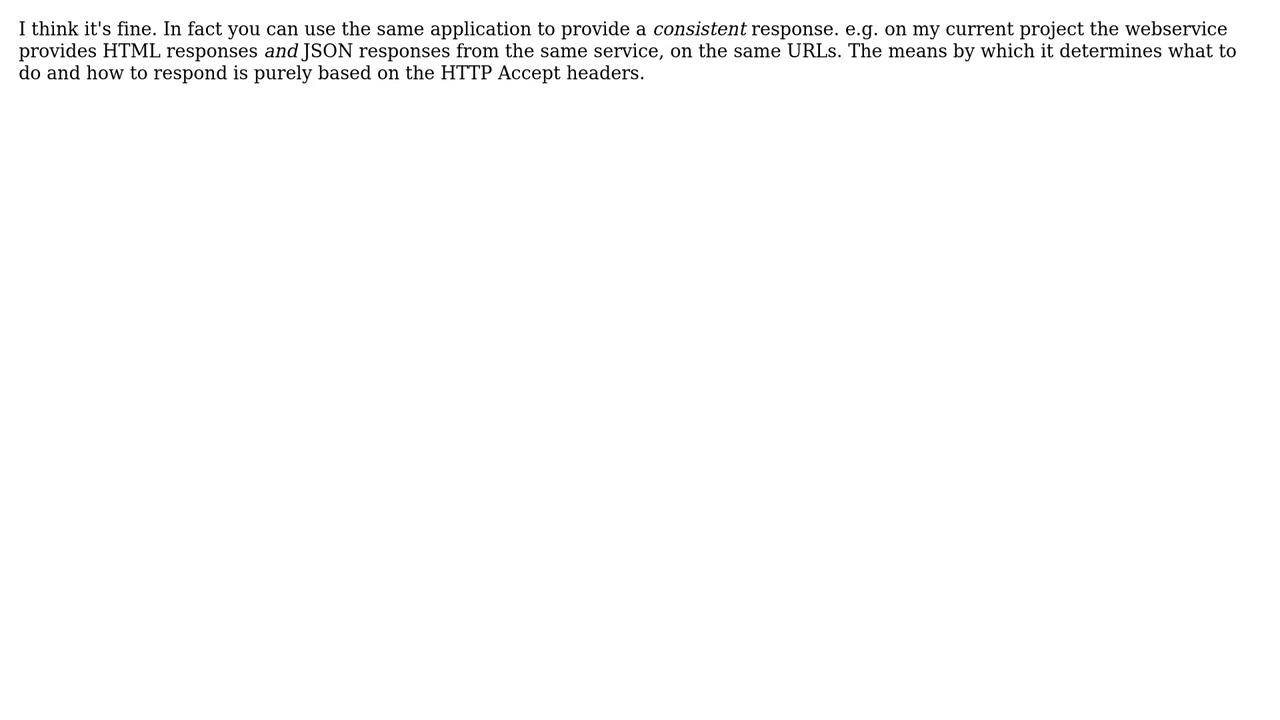 I think it's fine. In fact you can use the same application to provide a consistent response. e.g. on my current project the webservice
provides HTML responses and JSON responses from the same service, on the same URLs. The means by which it determines what to
do and how to respond is purely based on the HTTP Accept headers.